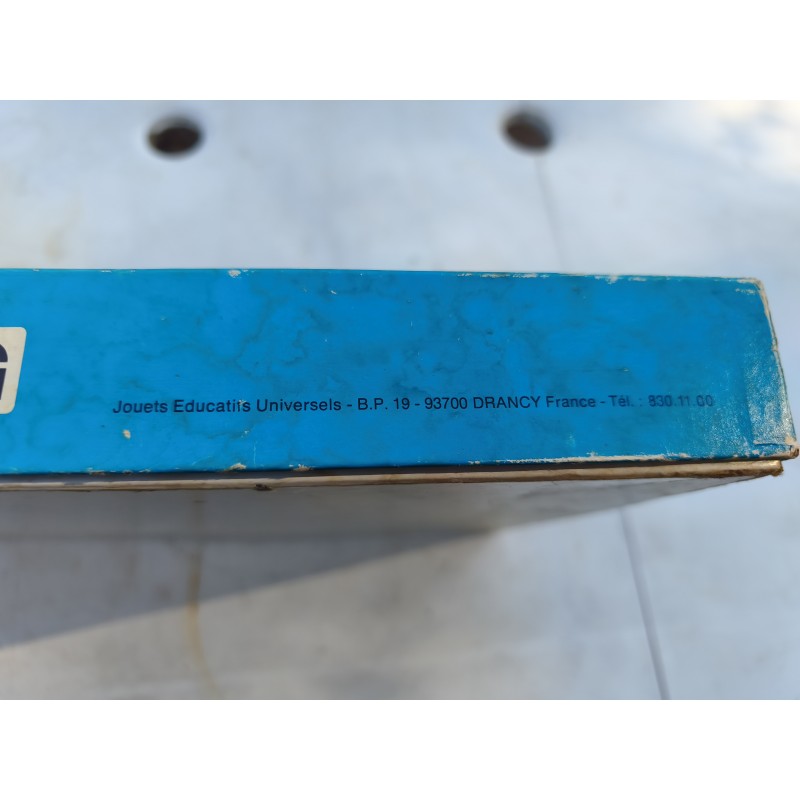 Jouets Educatifs Universels - B.P. 19 - 93700 DRANCY France - Tél. : 830.11.00